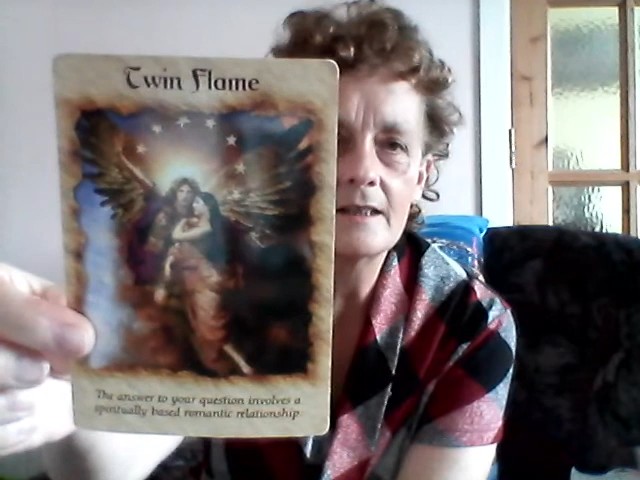 Twin Flame
The answer to your question involves a
spiritually based romantic relationship